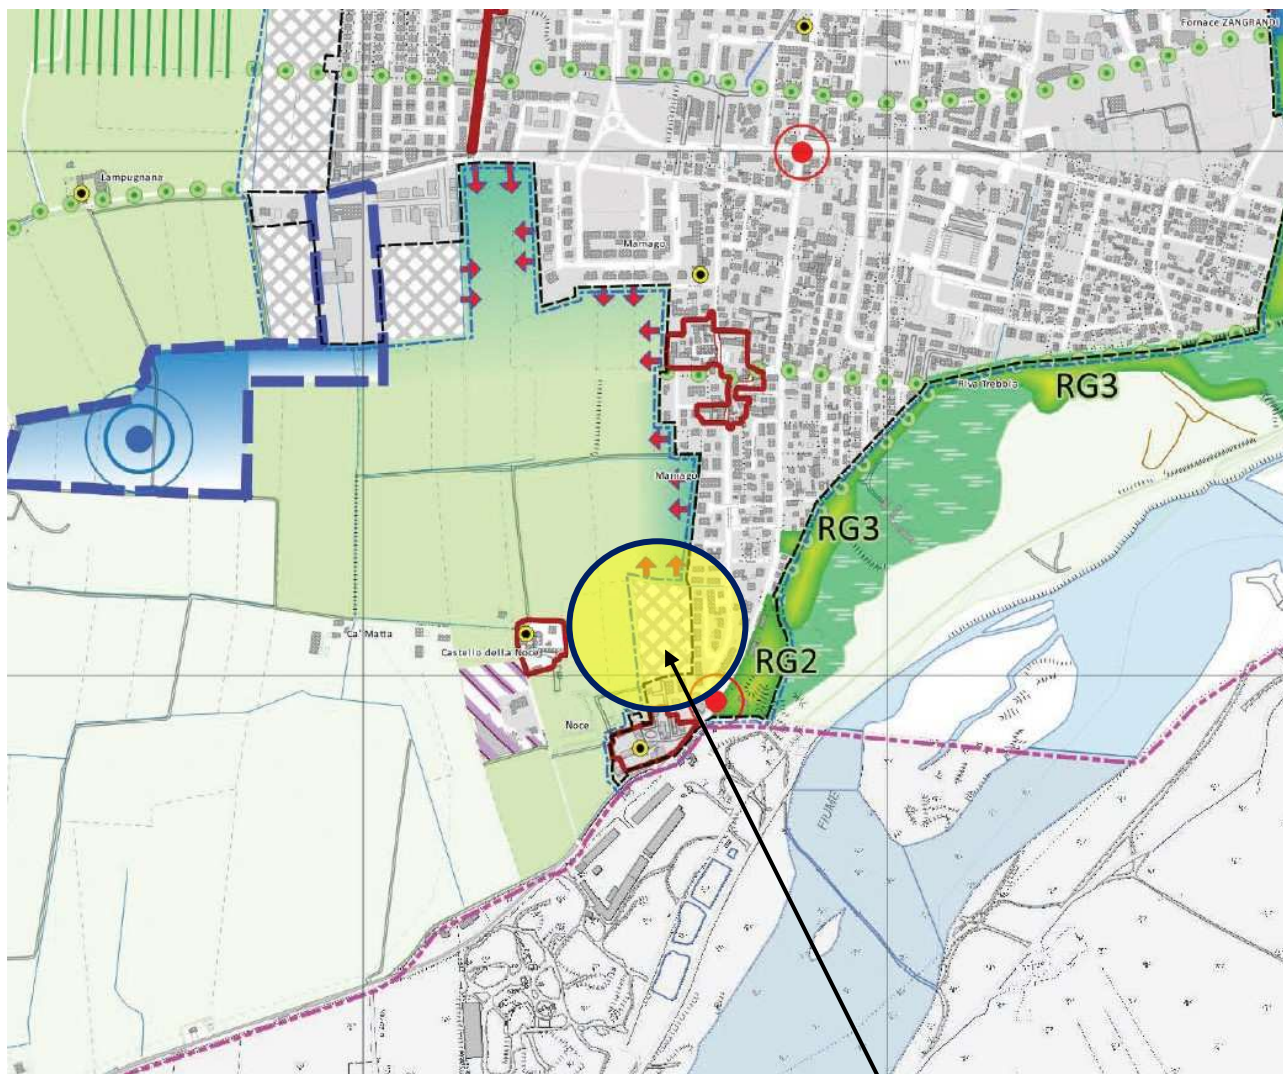 Fornace ZANGRANDI
Lampugnana
Mamago
Riva Trebbia
RG3
Mamago
RG3
Ca' Matta
Castello della Noce
RG2
Noce
FIUME